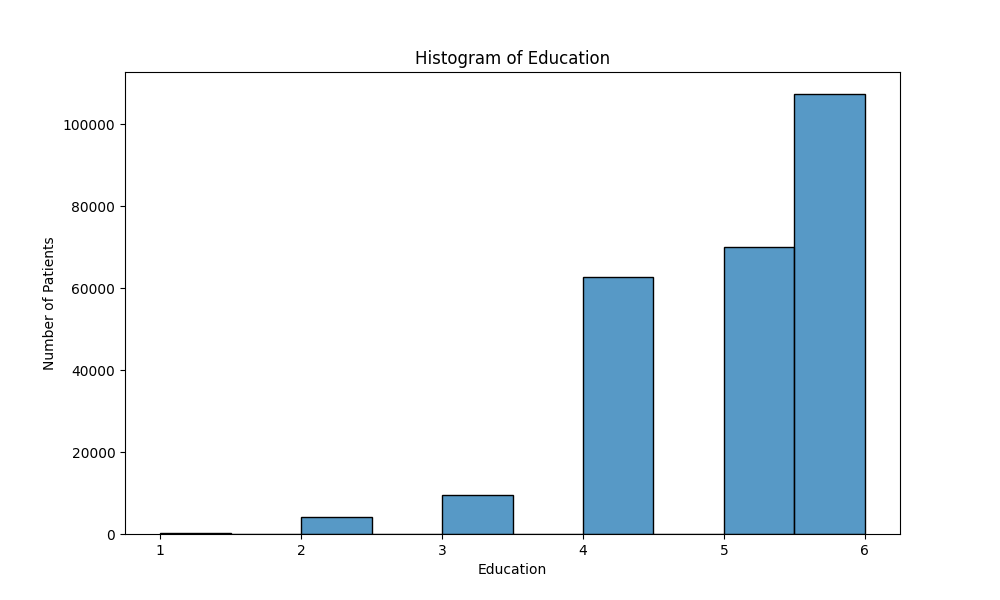 Histogram of Education
Number of Patients
100000
80000
60000
40000
20000
0
1 2 3 4 5 6
Education